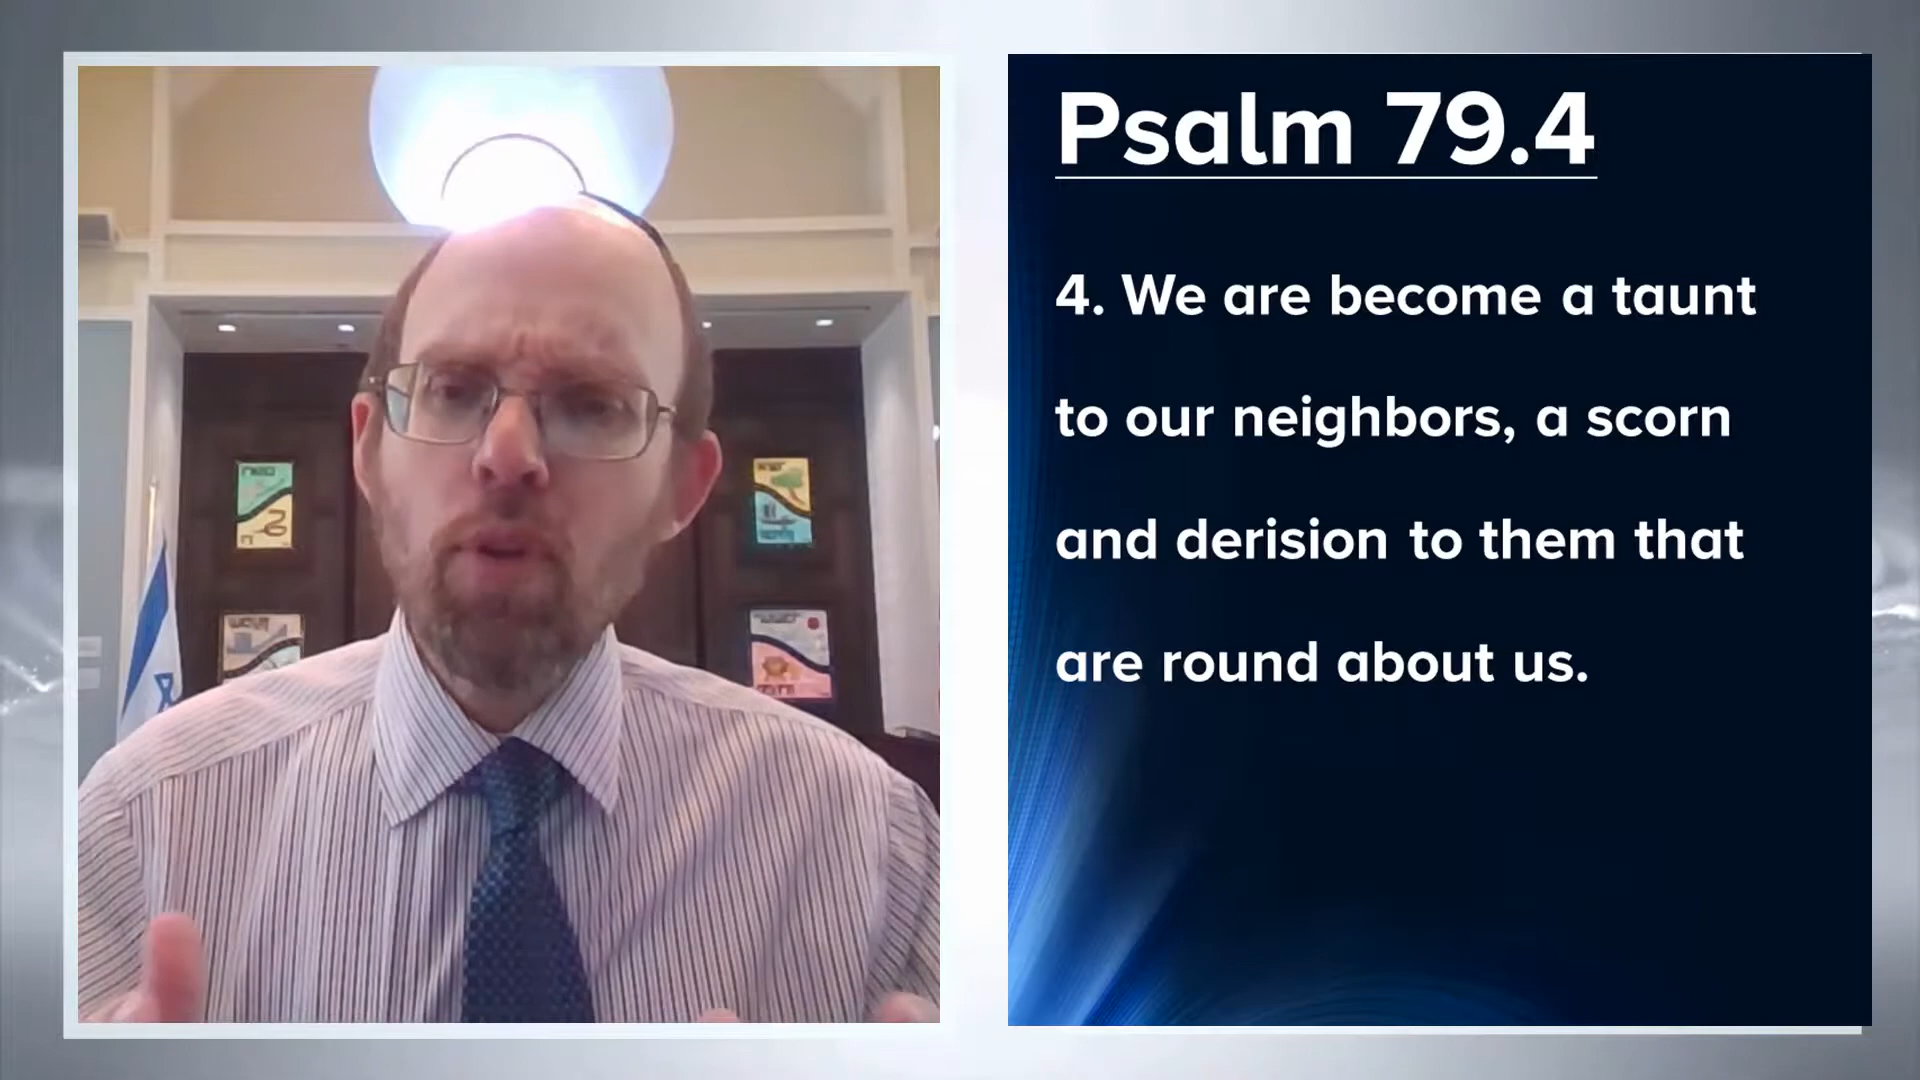 Psalm 79.4
4. We are become a taunt
to our neighbors, a scorn
and derision to them that
are round about us.